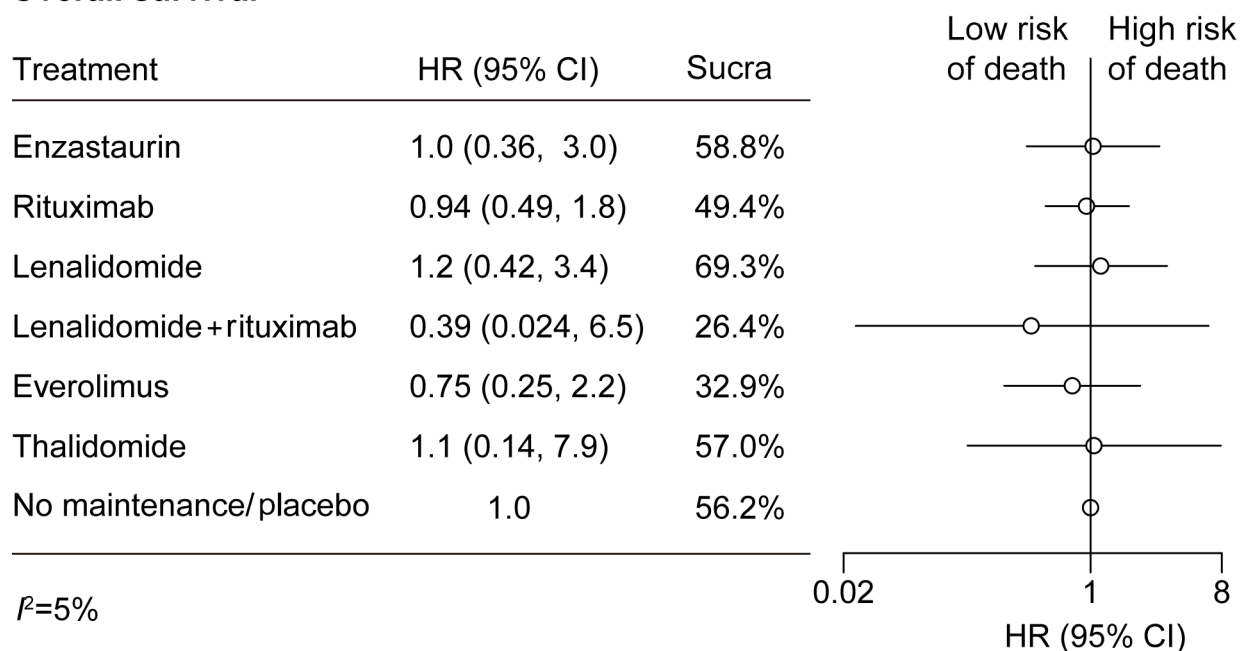 Low risk High risk
Treatment HR (95% CI) Sucra of death of death
Enzastaurin 1.0 (0.36, 3.0) 58.8%
Rituximab 0.94 (0.49, 1.8) 49.4%
Lenalidomide 1.2 (0.42, 3.4) 69.3%
Lenalidomide+rituximab 0.39 (0.024, 6.5) 26.4%
Everolimus 0.75 (0.25, 2.2) 32.9%
Thalidomide 1.1 (0.14, 7.9) 57.0%
No maintenance/placebo 1.0 56.2%
0.02 1 8
I²=5%
HR (95% CI)